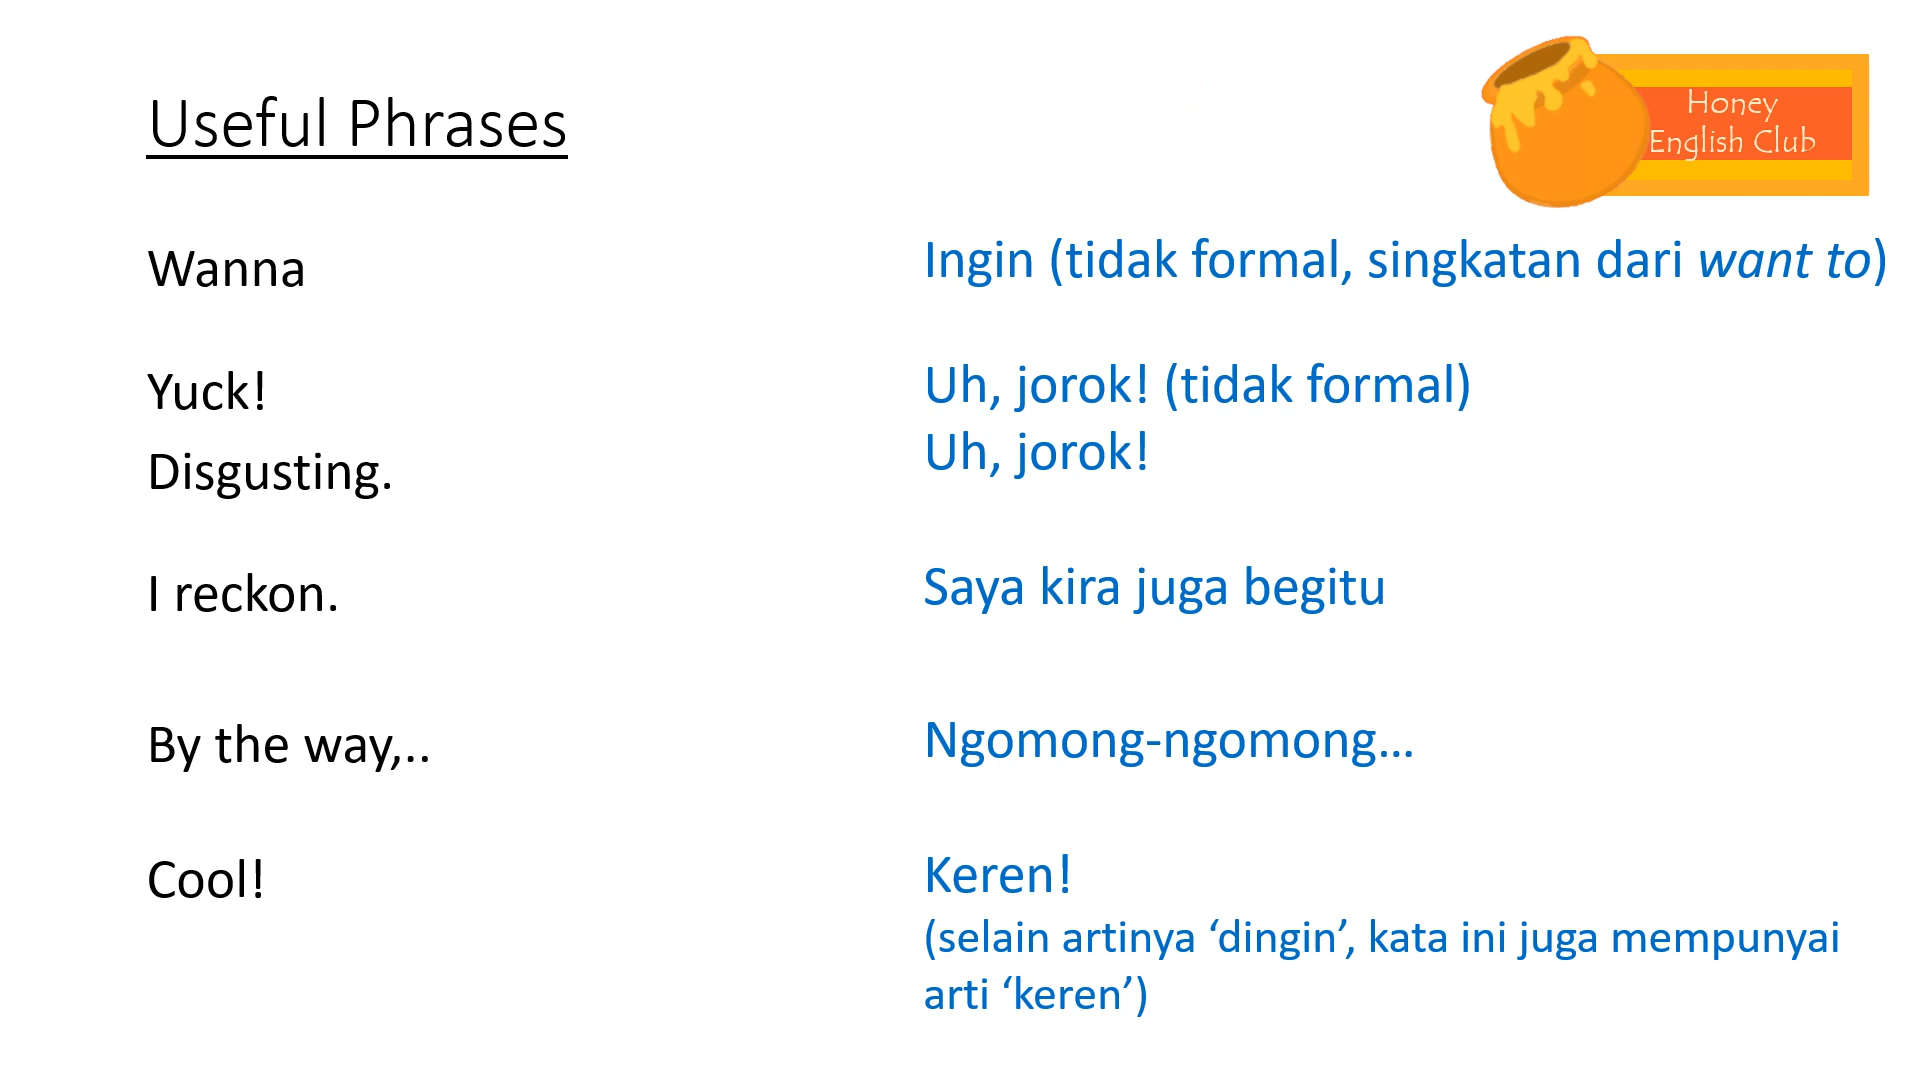 Useful Phrases
Honey
English Club
Wanna
Ingin (tidak formal, singkatan dari want to)
Yuck!
Uh, jorok! (tidak formal)
Disgusting.
Uh, jorok!
I reckon.
Saya kira juga begitu
By the way,..
Ngomong-ngomong...
Cool!
Keren!
(selain artinya ‘dingin’, kata ini juga mempunyai
arti ‘keren’)